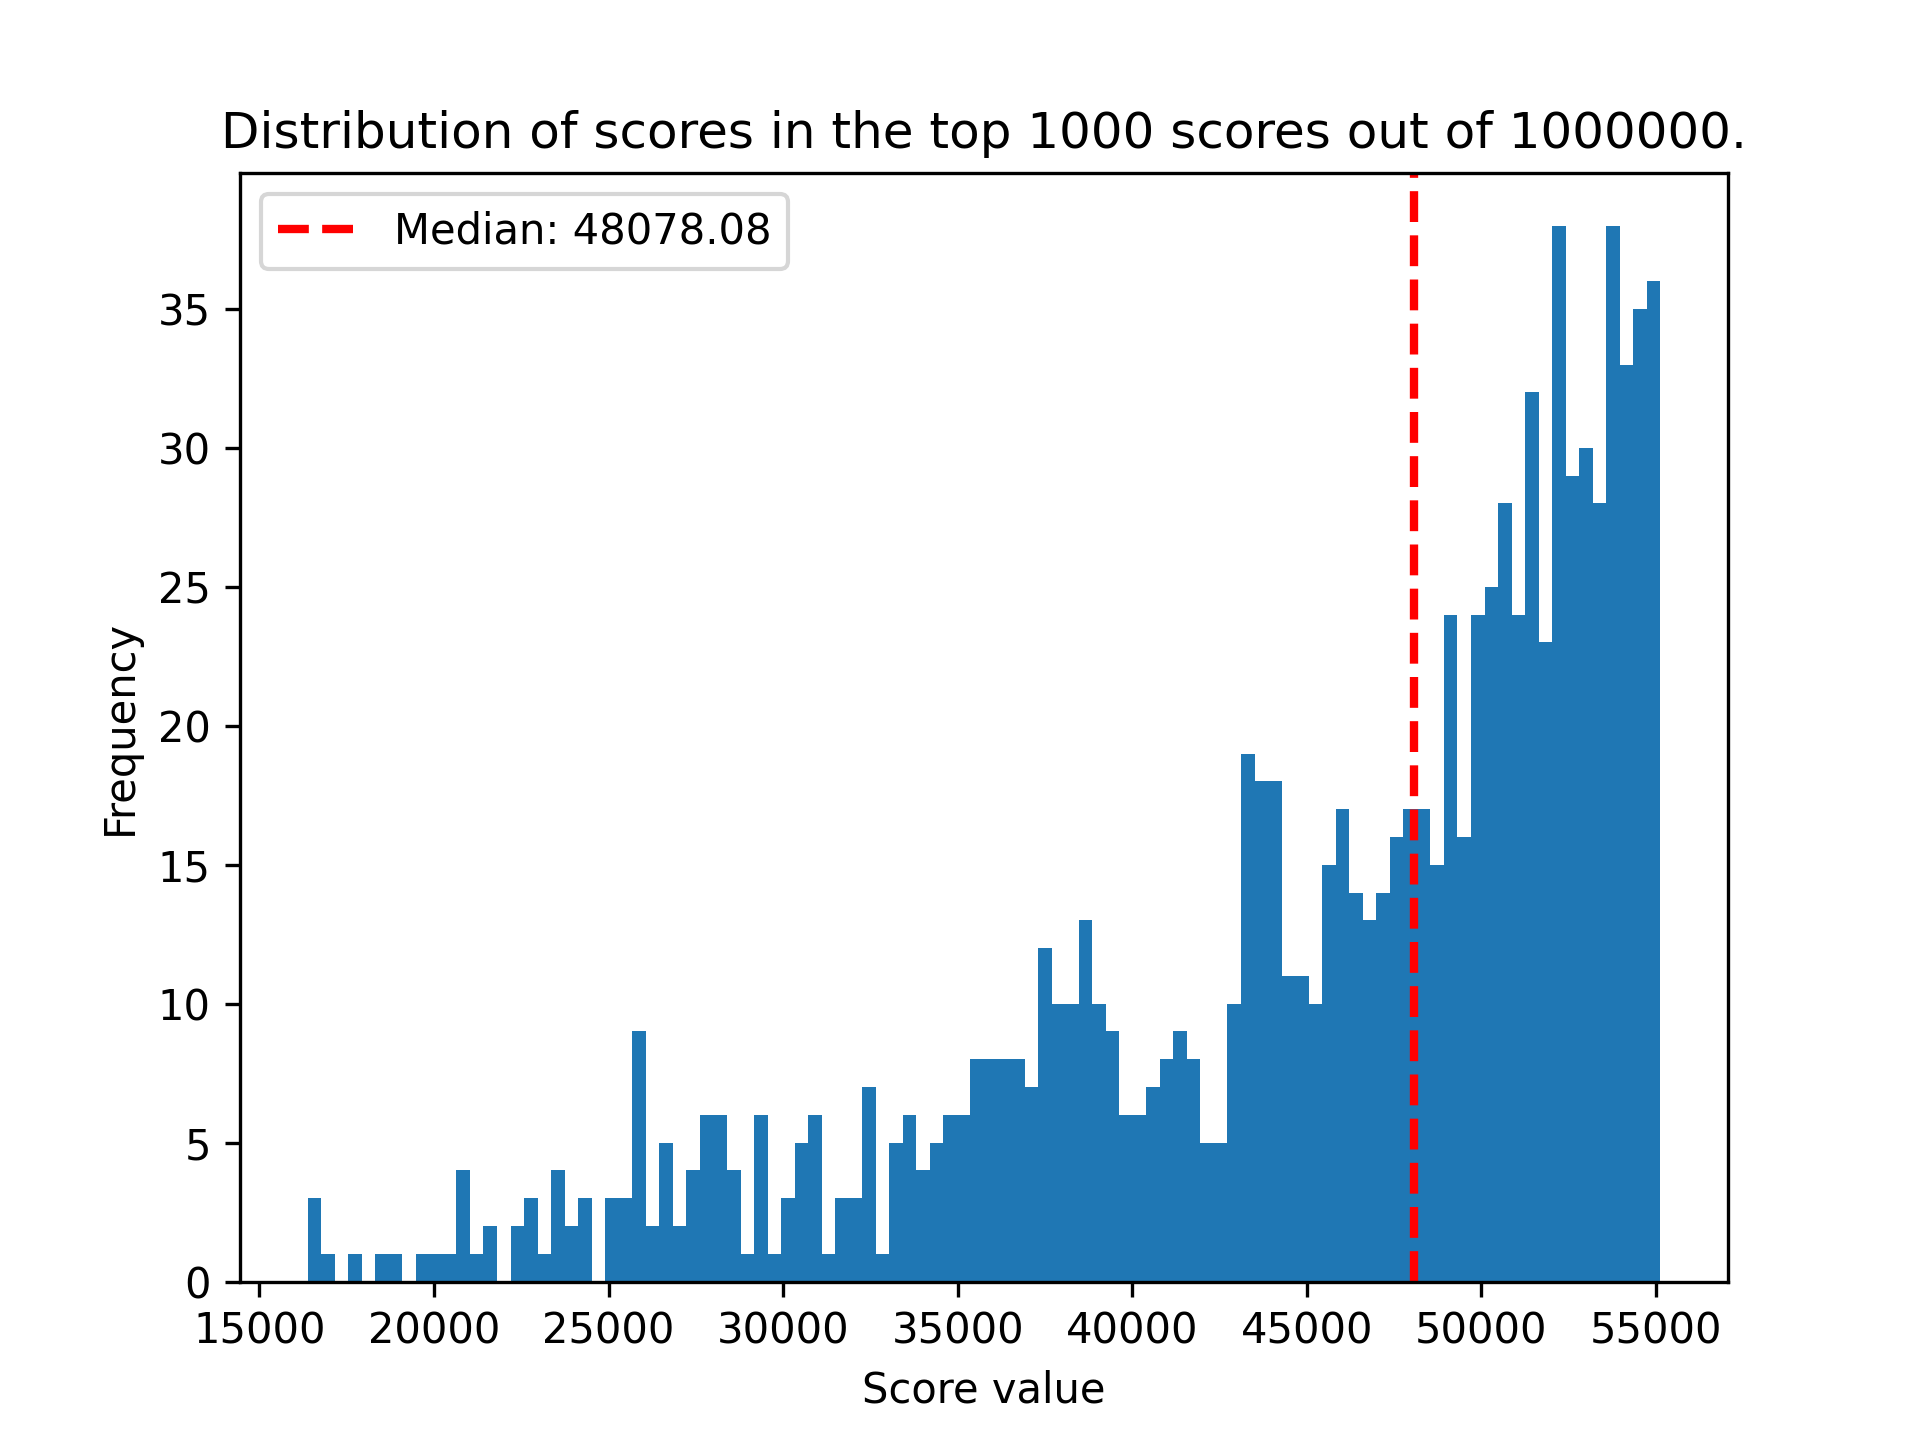 Distribution of scores in the top 1000 scores out of 1000000.
Median: 48078.08
Frequency
35
30
25
20
15
10
5
0
15000 20000 25000 30000 35000 40000 45000 50000 55000
Score value